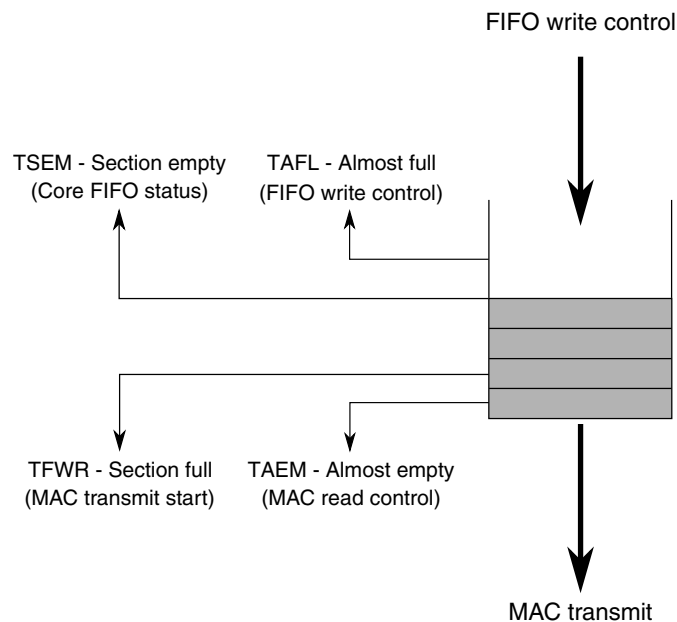 FIFO write control
TSEM - Section empty
(Core FIFO status)
TAFL - Almost full
(FIFO write control)
TFWR - Section full
(MAC transmit start)
TAEM - Almost empty
(MAC read control)
MAC transmit